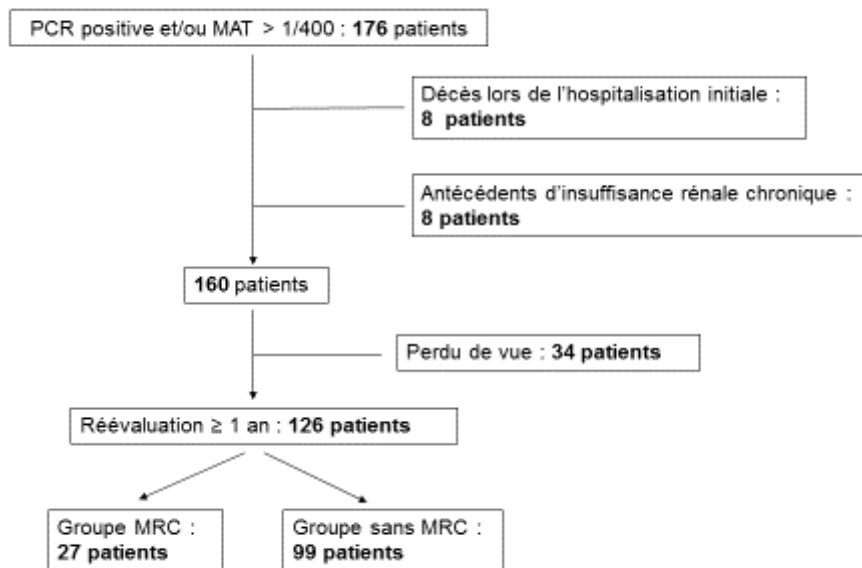 PCR positive et/ou MAT > 1/400 : 176 patients
Décès lors de l'hospitalisation initiale :
8 patients
Antécédents d'insuffisance rénale chronique :
8 patients
160 patients
Perdu de vue : 34 patients
Réévaluation ≥ 1 an : 126 patients
Groupe MRC :
27 patients
Groupe sans MRC :
99 patients